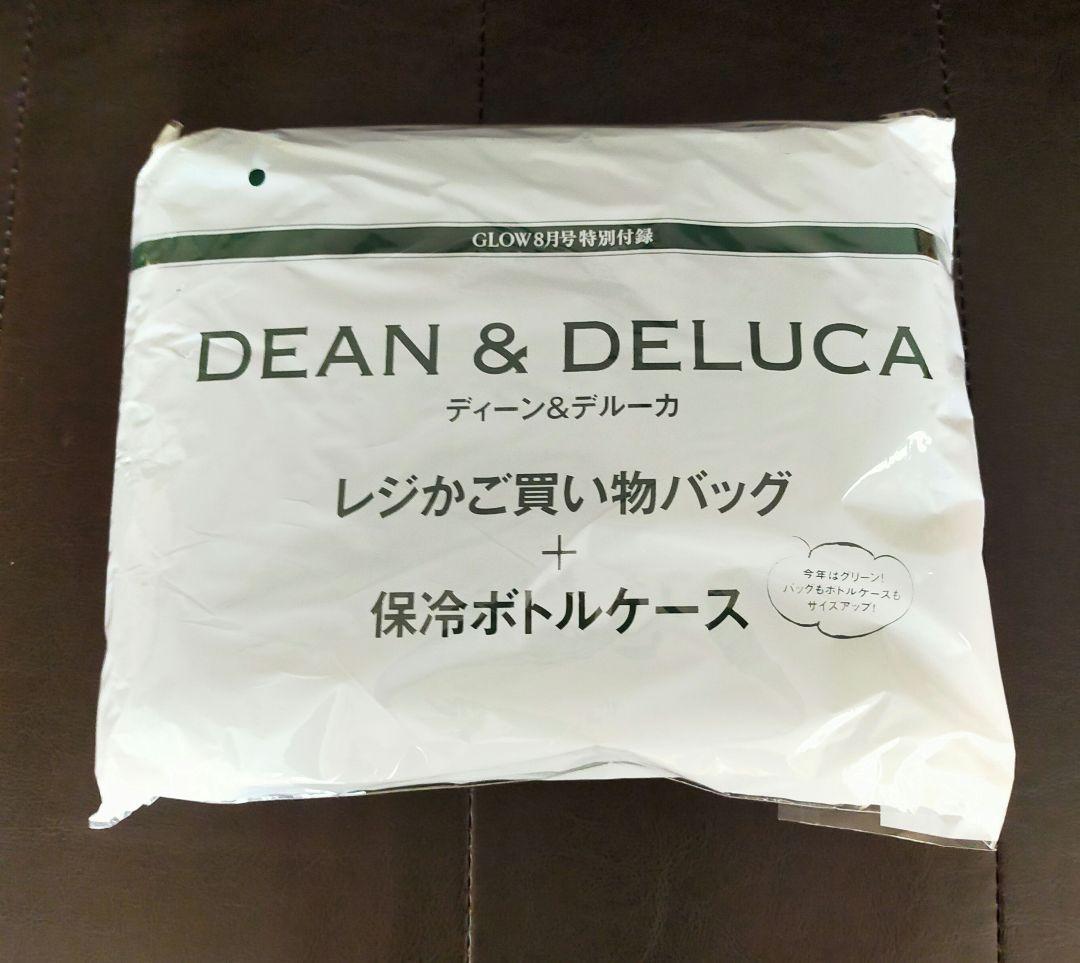 GLOW8月号特別付録
DEAN & DELUCA
ディーン&デルーカ
レジかご買い物バッグ
+
保冷ボトルケース
今年はグリーン!
バッグもボトルケースも
サイズアップ!